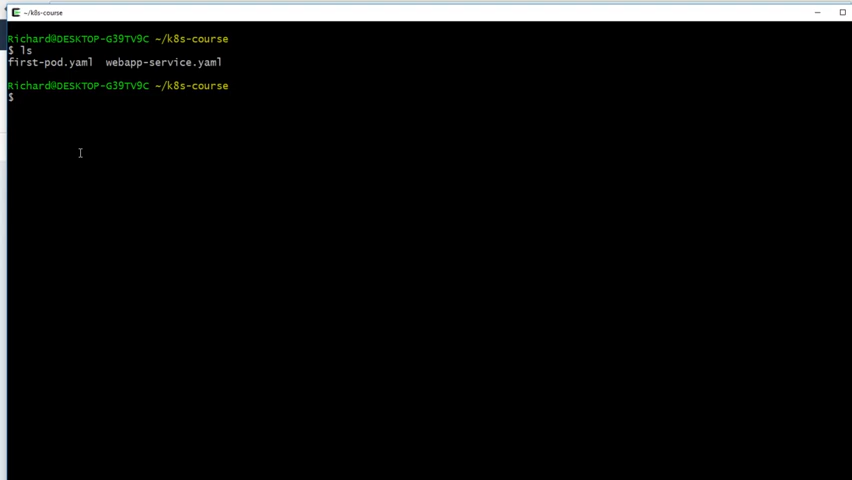 ~/k8s-course
Richard@DESKTOP-G39TV9C ~/k8s-course
$ ls
first-pod.yaml  webapp-service.yaml
Richard@DESKTOP-G39TV9C ~/k8s-course
$